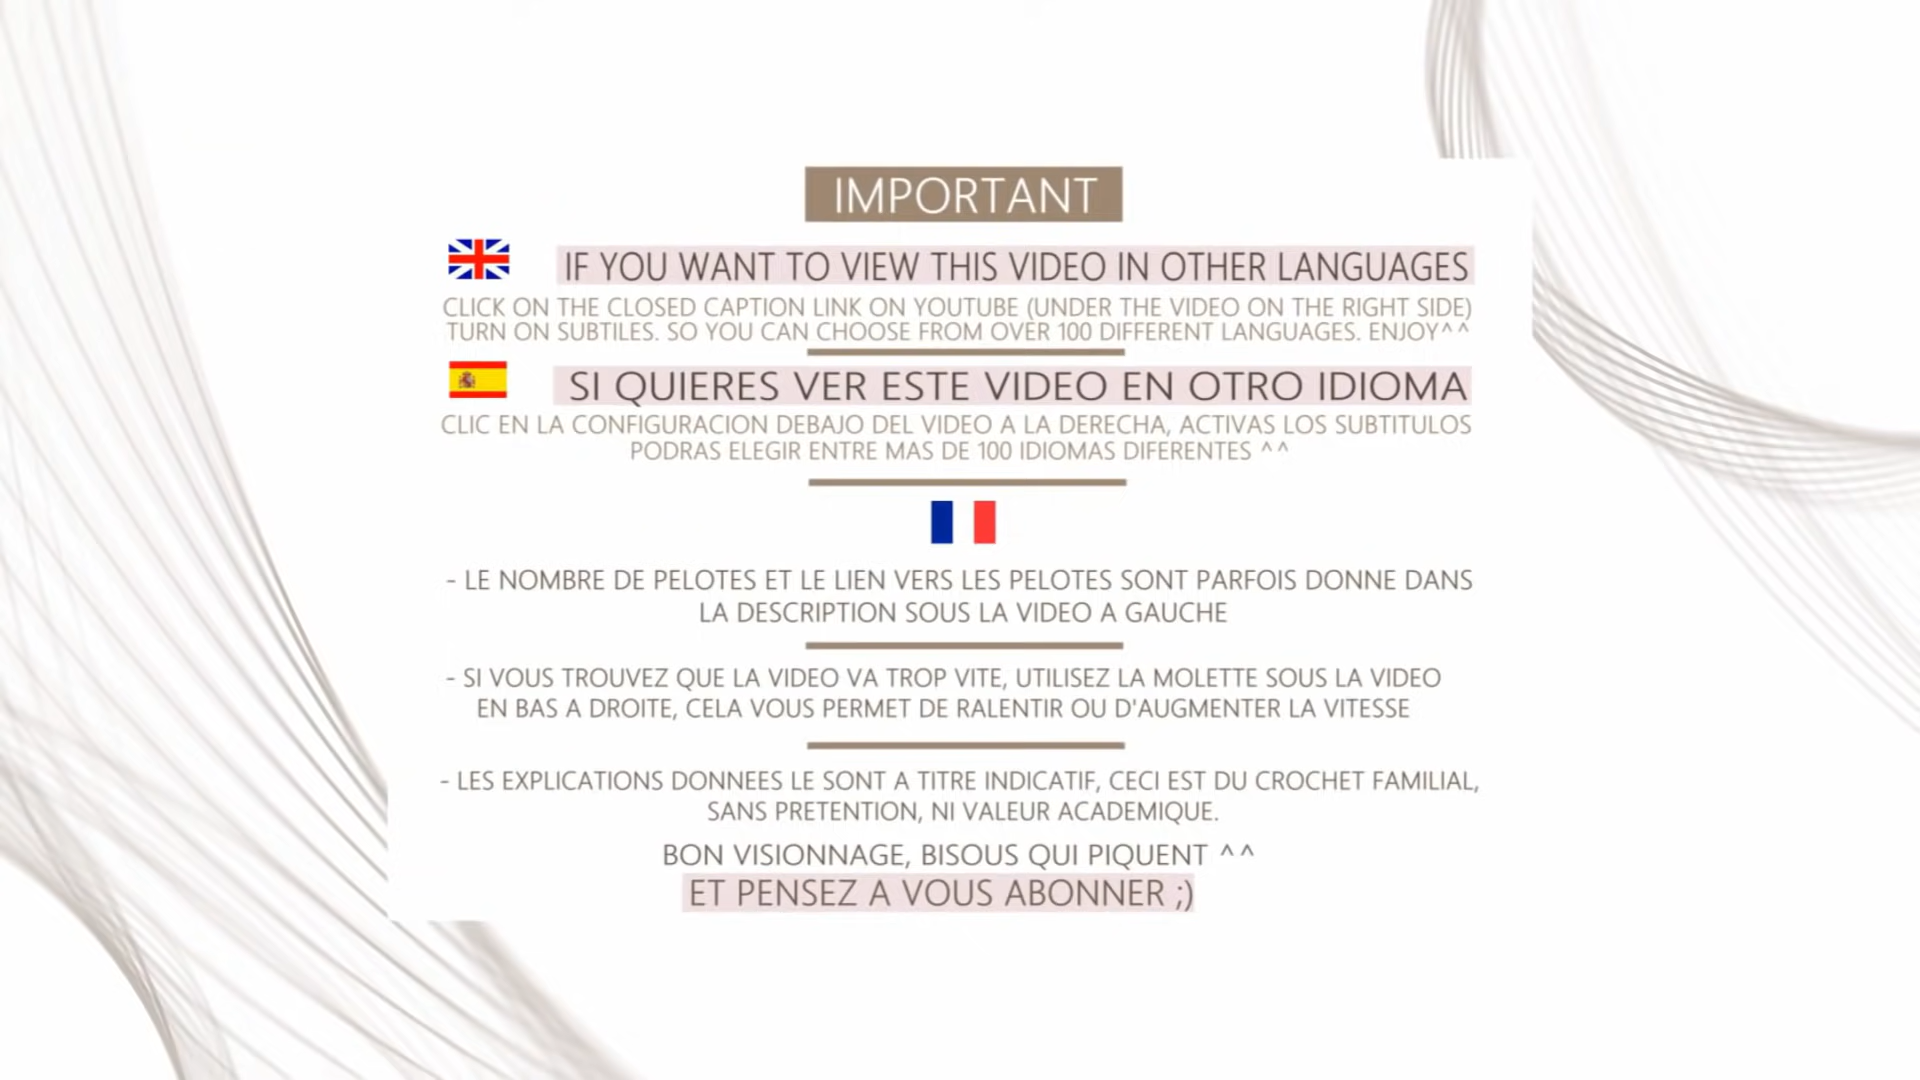 IMPORTANT
IF YOU WANT TO VIEW THIS VIDEO IN OTHER LANGUAGES
CLICK ON THE CLOSED CAPTION LINK ON YOUTUBE (UNDER THE VIDEO ON THE RIGHT SIDE)
TURN ON SUBTILES. SO YOU CAN CHOOSE FROM OVER 100 DIFFERENT LANGUAGES. ENJOY^^
SI QUIERES VER ESTE VIDEO EN OTRO IDIOMA
CLIC EN LA CONFIGURACION DEBAJO DEL VIDEO A LA DERECHA, ACTIVAS LOS SUBTITULOS
PODRAS ELEGIR ENTRE MAS DE 100 IDIOMAS DIFERENTES ^^
- LE NOMBRE DE PELOTES ET LE LIEN VERS LES PELOTES SONT PARFOIS DONNE DANS
LA DESCRIPTION SOUS LA VIDEO A GAUCHE
- SI VOUS TROUVEZ QUE LA VIDEO VA TROP VITE, UTILISEZ LA MOLETTE SOUS LA VIDEO
EN BAS A DROITE, CELA VOUS PERMET DE RALENTIR OU D'AUGMENTER LA VITESSE
- LES EXPLICATIONS DONNEES LE SONT A TITRE INDICATIF, CECI EST DU CROCHET FAMILIAL,
SANS PRETENTION, NI VALEUR ACADEMIQUE.
BON VISIONNAGE, BISOUS QUI PIQUENT ^^
ET PENSEZ A VOUS ABONNER ;)